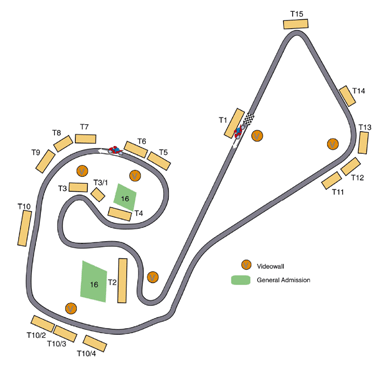 T15
T14
T1
T13
T12
T11
T7
T8
T6
T9
T5
T3/1
T3
16
T4
T10
16
T2
Videowall
General Admission
T10/2
T10/3
T10/4